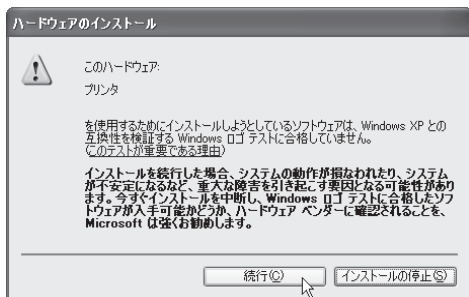 ハードウェアのインストール
このハードウェア:
プリンタ
を使用するためにインストールしようとしているソフトウェアは、Windows XP との
互換性を検証する Windows ロゴ テストに合格していません。
(このテストが重要である理由)
インストールを続行した場合、システムの動作が損なわれたり、システム
が不安定になるなど、重大な障害を引き起こす要因となる可能性があり
ます。今すぐインストールを中断し、Windows ロゴ テストに合格したソフ
トウェアが入手可能かどうか、ハードウェア ベンダーに確認されることを、
Microsoft は強くお勧めします。
続行(C) インストールの停止(S)